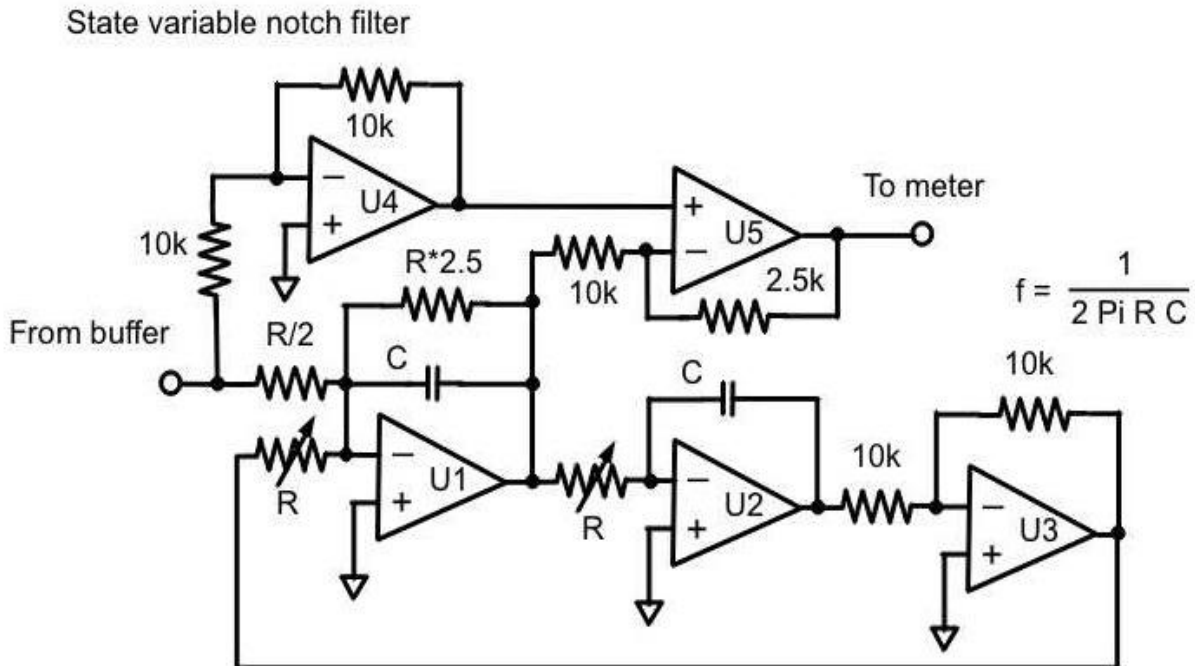 State variable notch filter
10k
−
U4
+
To meter
+
U5
−
10k
R*2.5
10k
2.5k
f = 1 / 2 Pi R C
From buffer
R/2
C
C
10k
−
U1
+
R
−
U2
+
R
10k
−
U3
+